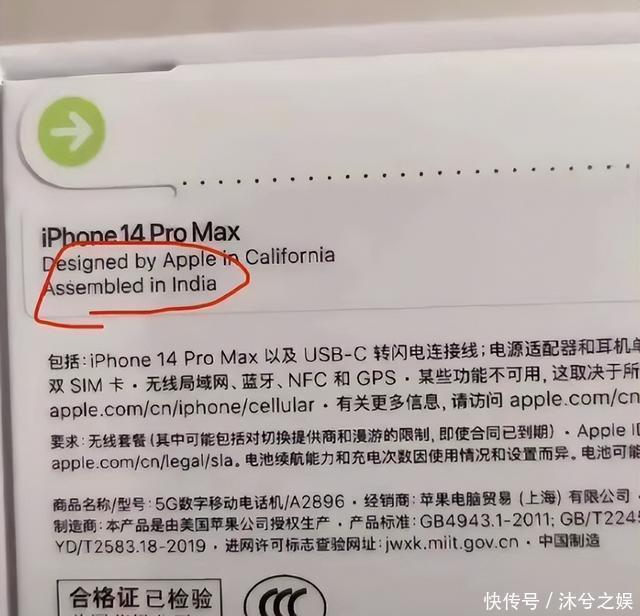 iPhone 14 Pro Max
Designed by Apple in California
Assembled in India
包括：iPhone 14 Pro Max 以及 USB-C 转闪电连接线；电源适配器和耳机单
双 SIM 卡・无线局域网、蓝牙、NFC 和 GPS・某些功能不可用，这取决于所
apple.com/cn/iphone/cellular・有关更多信息，请访问 apple.com/cn
要求：无线套餐（其中可能包括对切换提供商和漫游的限制，即使合同已到期）・Apple ID
apple.com/cn/legal/sla。电池续航能力和充电次数因使用情况和设置而异。电池可能
商品名称/型号：5G数字移动电话机/A2896・经销商：苹果电脑贸易（上海）有限公司・
制造商：本产品是由美国苹果公司授权生产・产品标准：GB4943.1-2011; GB/T2245
YD/T2583.18-2019・进网许可标志查验网址：jwxk.miit.gov.cn・中国制造
合格证 已检验
CCC
快传号／沐兮之娱